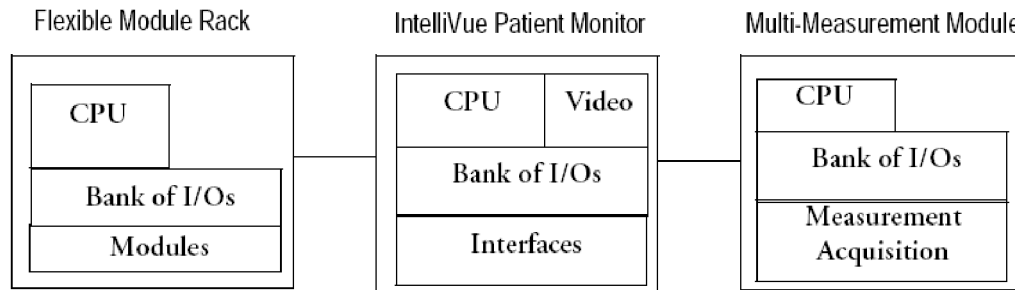 Flexible Module Rack
IntelliVue Patient Monitor
Multi-Measurement Module
CPU
Bank of I/Os
Modules
CPU
Video
Bank of I/Os
Interfaces
CPU
Bank of I/Os
Measurement
Acquisition